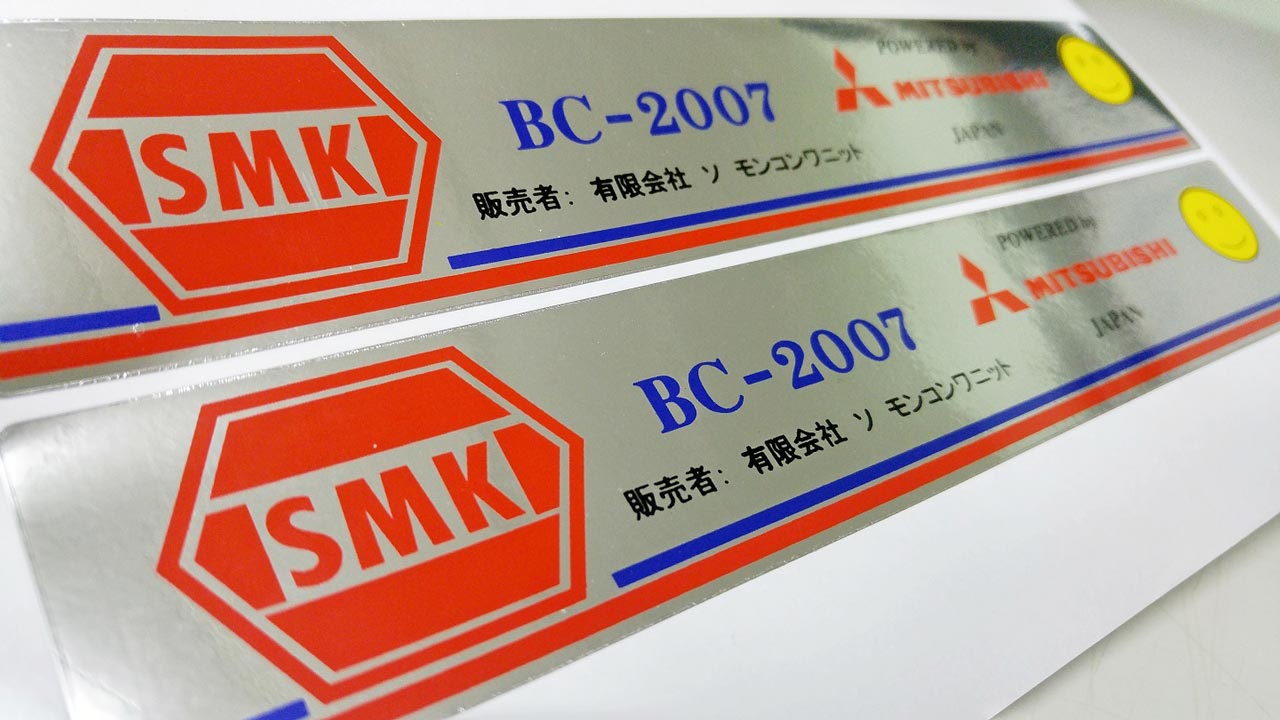 SMK
BC-2007
販売者: 有限会社 ソ モンコンワニット
POWERED by
MITSUBISHI
JAPAN
SMK
BC-2007
販売者: 有限会社 ソ モンコンワニット
POWERED by
MITSUBISHI
JAPAN